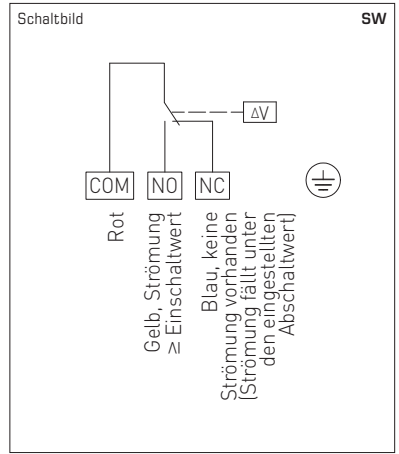 Schaltbild
SW
ΔV
COM
NO
NC
Rot
Gelb, Strömung
≥ Einschaltwert
Blau, keine
Strömung vorhanden
(Strömung fällt unter
den eingestellten
Abschaltwert)